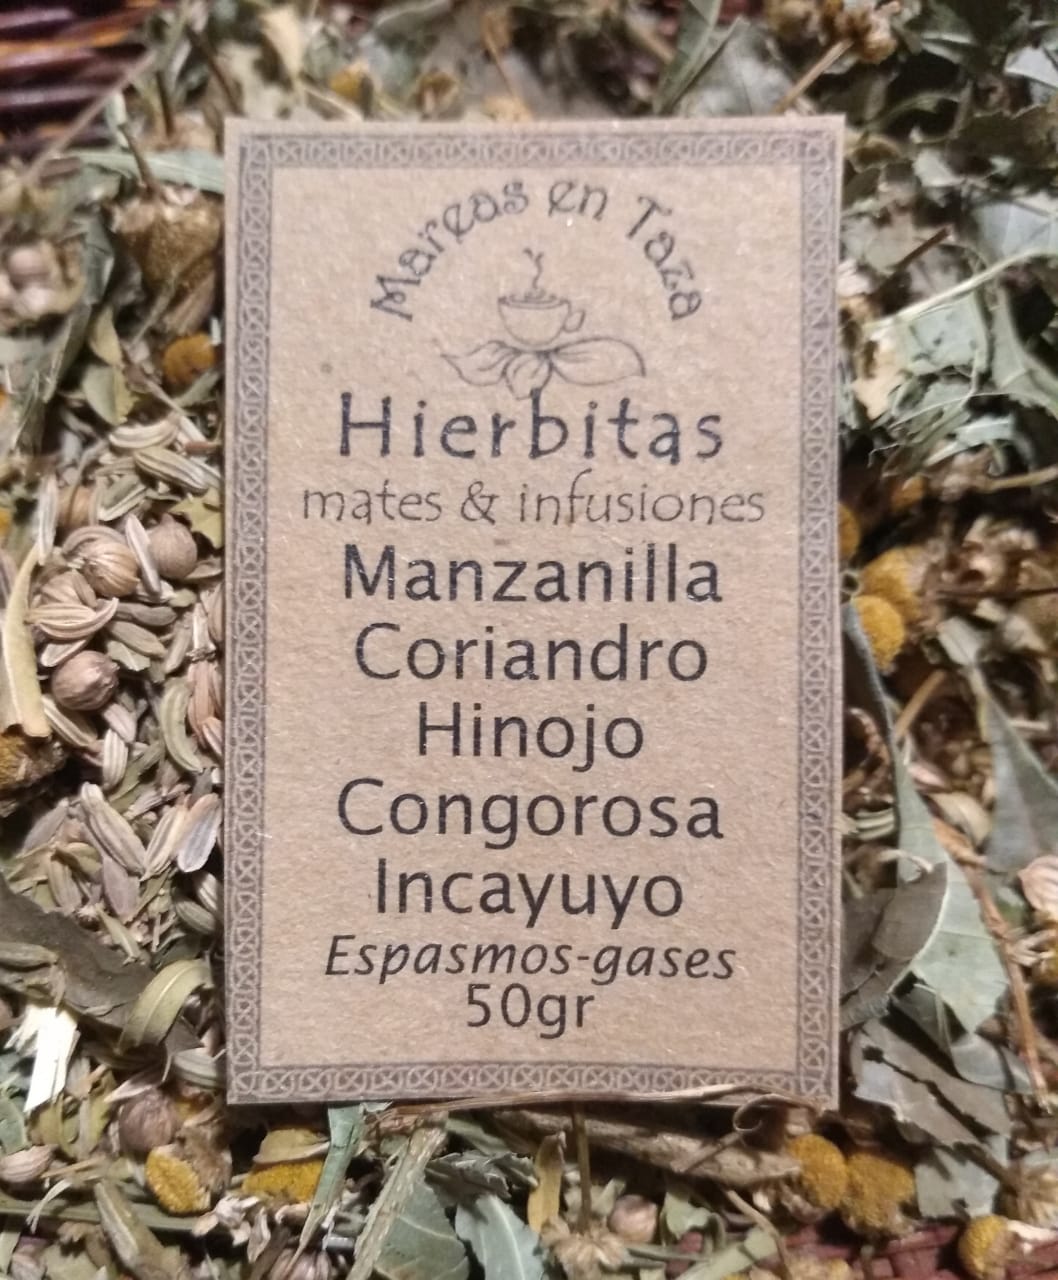 Mareas en Taza
Hierbitas
mates & infusiones
Manzanilla
Coriandro
Hinojo
Congorosa
Incayuyo
Espasmos-gases
50gr